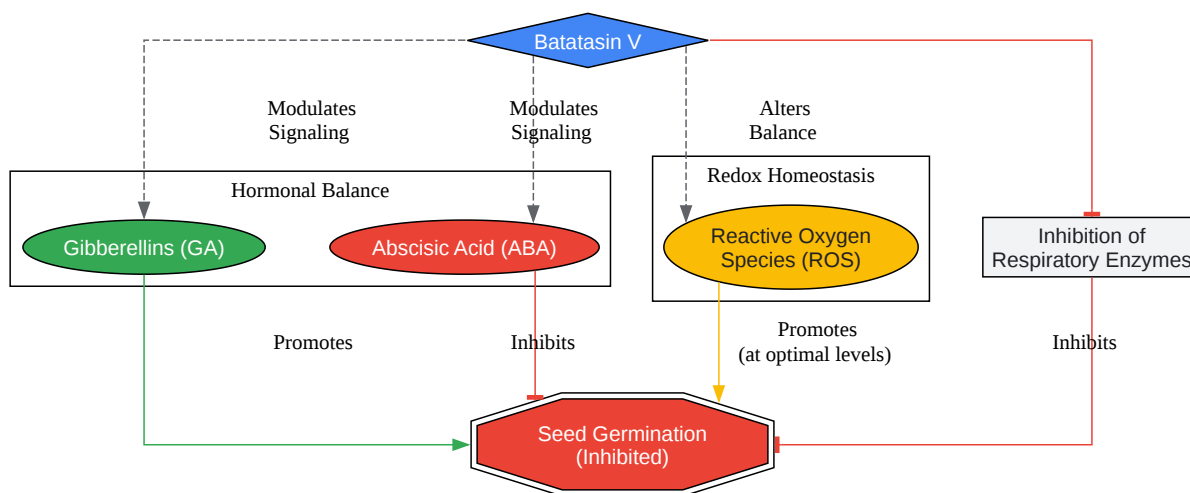 Batatasin V
Modulates
Signaling
Modulates
Signaling
Alters
Balance
Hormonal Balance
Redox Homeostasis
Gibberellins (GA)
Abscisic Acid (ABA)
Reactive Oxygen
Species (ROS)
Inhibition of
Respiratory Enzymes
Promotes
Inhibits
Promotes
(at optimal levels)
Inhibits
Seed Germination
(Inhibited)